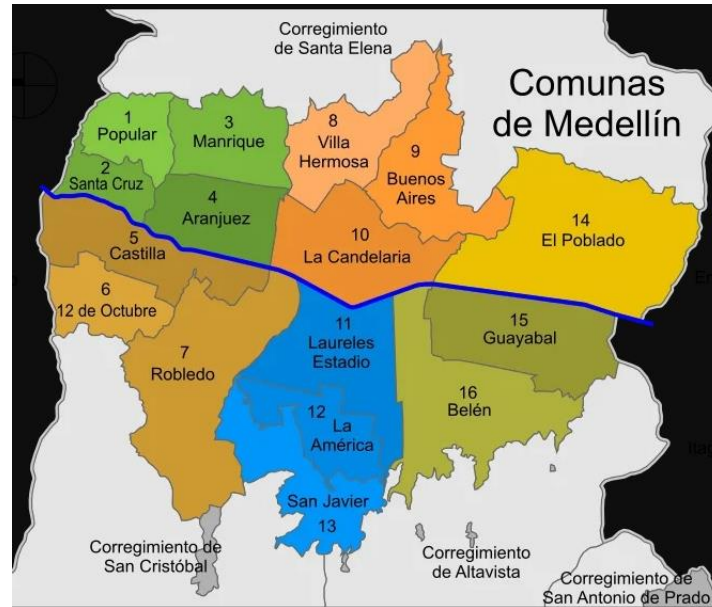 Corregimiento
de Santa Elena
Comunas
de Medellín
1
Popular
3
Manrique
8
Villa
Hermosa
9
Buenos
Aires
2
Santa Cruz
4
Aranjuez
14
El Poblado
10
La Candelaria
5
Castilla
6
12 de Octubre
11
Laureles
Estadio
15
Guayabal
7
Robledo
16
Belén
12
La
América
San Javier
13
Corregimiento de
San Cristóbal
Corregimiento
de Altavista
Corregimiento de
San Antonio de Prado